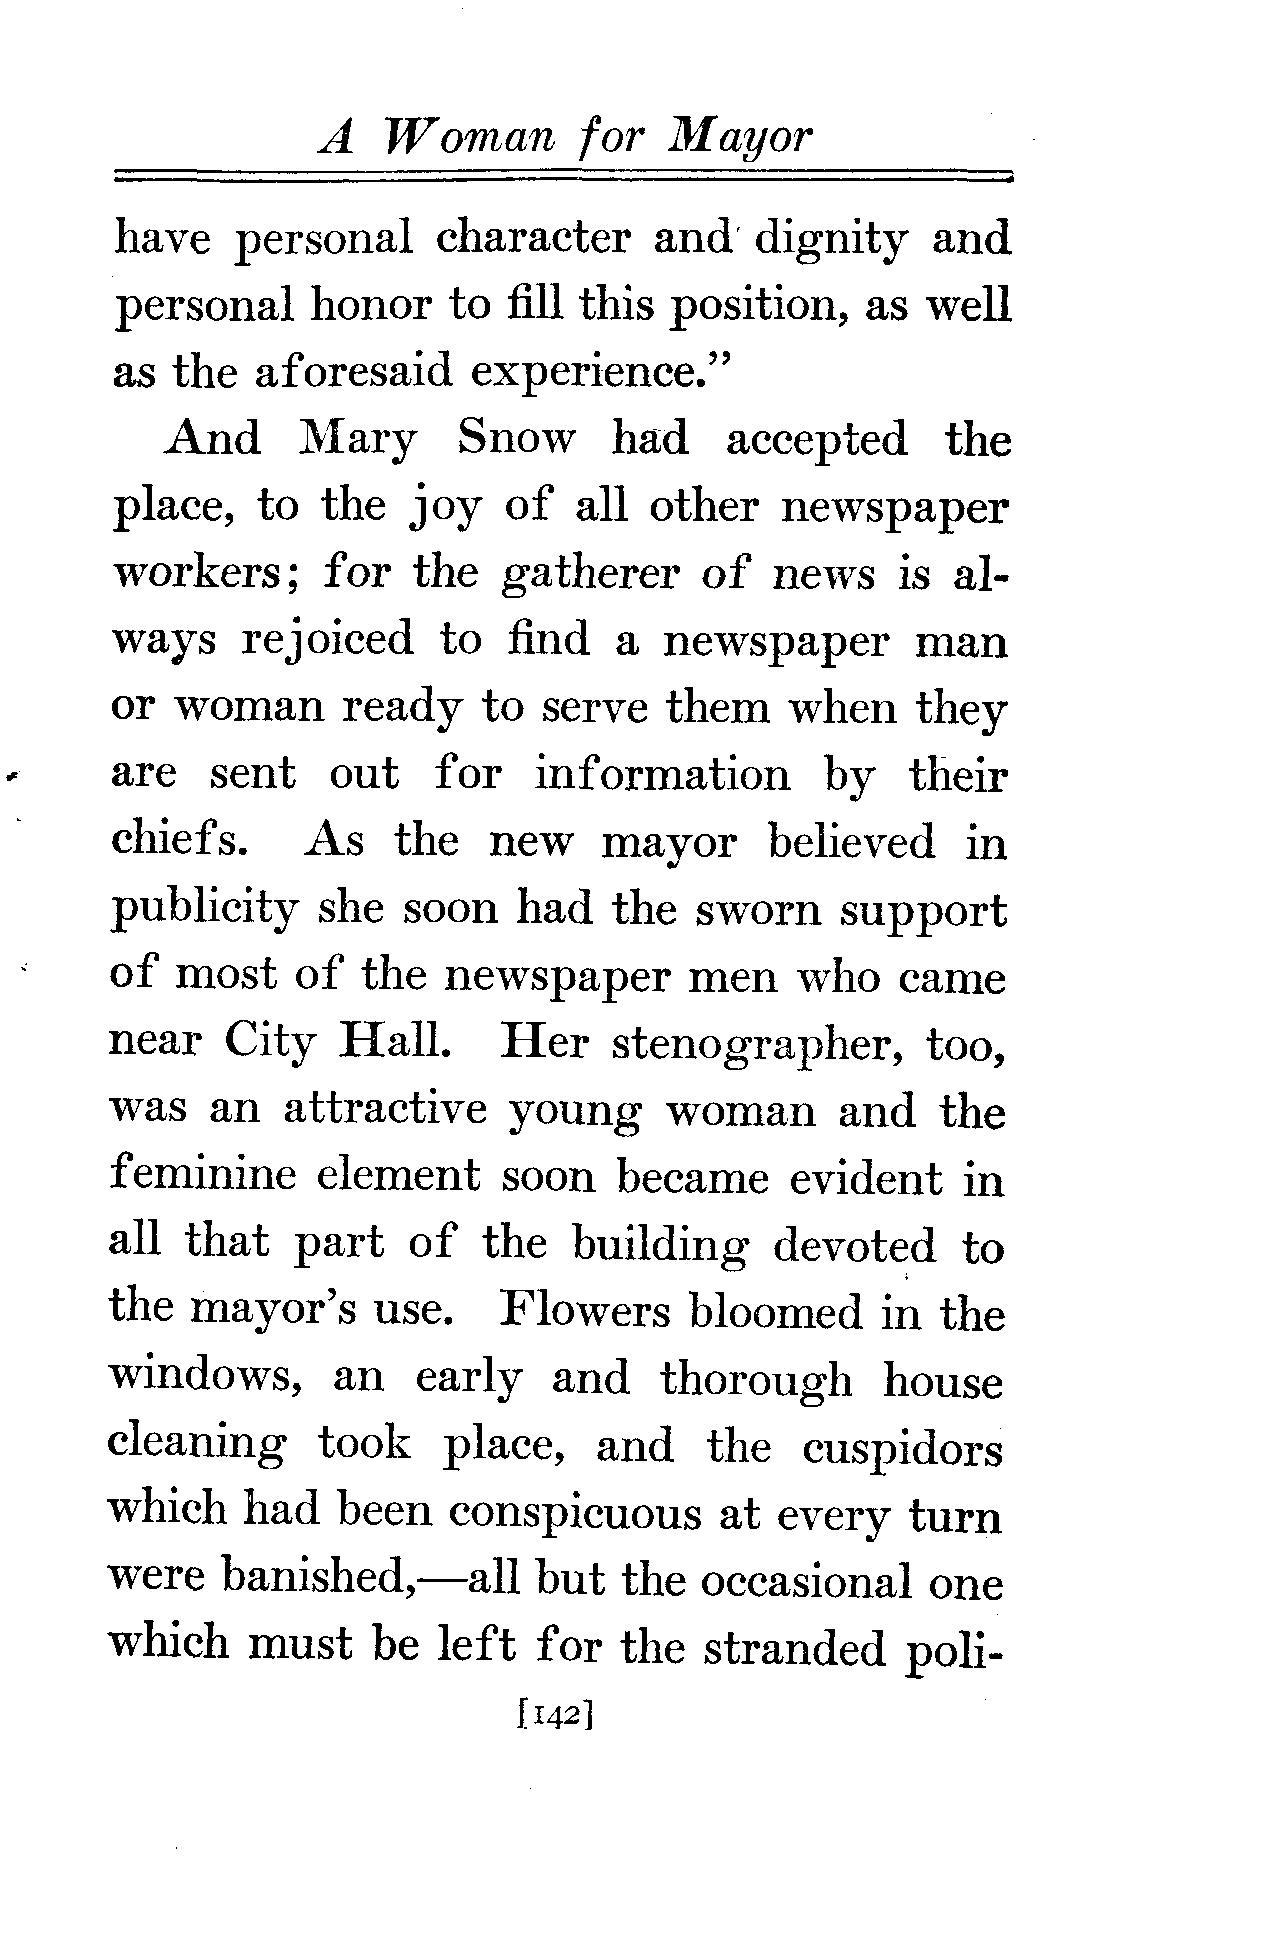 A Woman for Mayor
have personal character and dignity and
personal honor to fill this position, as well
as the aforesaid experience.”
And Mary Snow had accepted the
place, to the joy of all other newspaper
workers; for the gatherer of news is al-
ways rejoiced to find a newspaper man
or woman ready to serve them when they
are sent out for information by their
chiefs. As the new mayor believed in
publicity she soon had the sworn support
of most of the newspaper men who came
near City Hall. Her stenographer, too,
was an attractive young woman and the
feminine element soon became evident in
all that part of the building devoted to
the mayor’s use. Flowers bloomed in the
windows, an early and thorough house
cleaning took place, and the cuspidors
which had been conspicuous at every turn
were banished,—all but the occasional one
which must be left for the stranded poli-
[142]